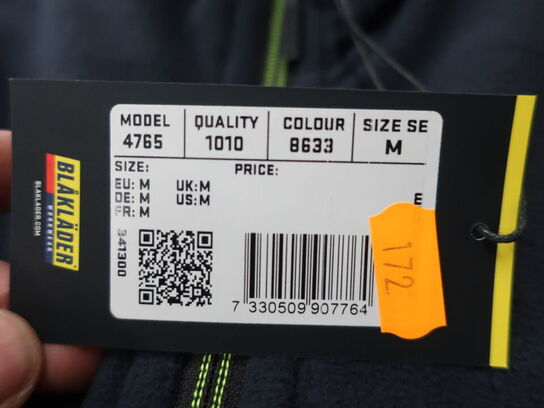 MODEL QUALITY COLOUR SIZE SE
4765 1010 8633 M
SIZE: PRICE:
EU: M UK:M
DE: M US:M
FR: M
341300
7 330509 907764
172
BLÅKLÄDER
WORKWEAR
BLAKLADER.COM